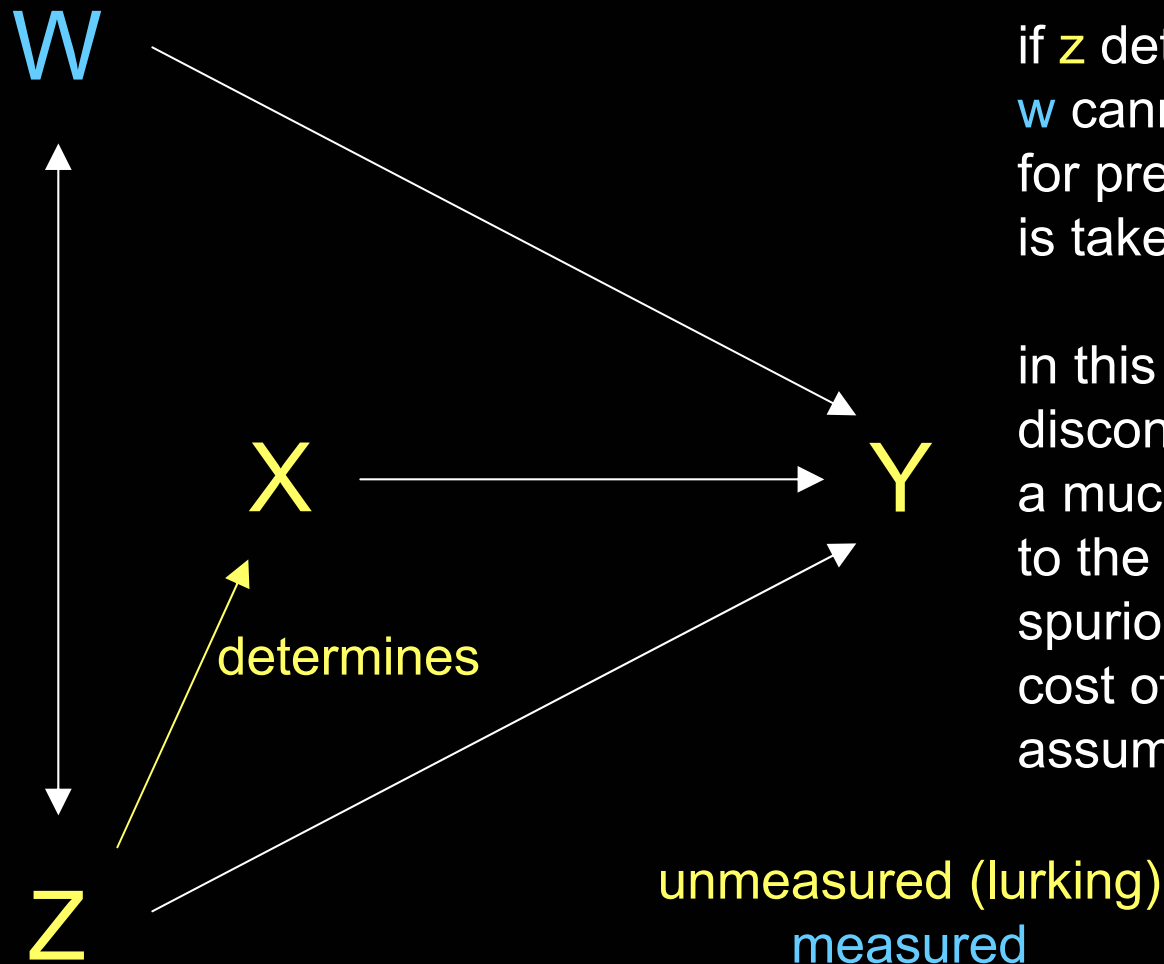 W
if z det
w cann
for pre
is take
in this
discon
a muc
to the
spurio
cost of
assum
X
Y
determines
Z
unmeasured (lurking)
measured